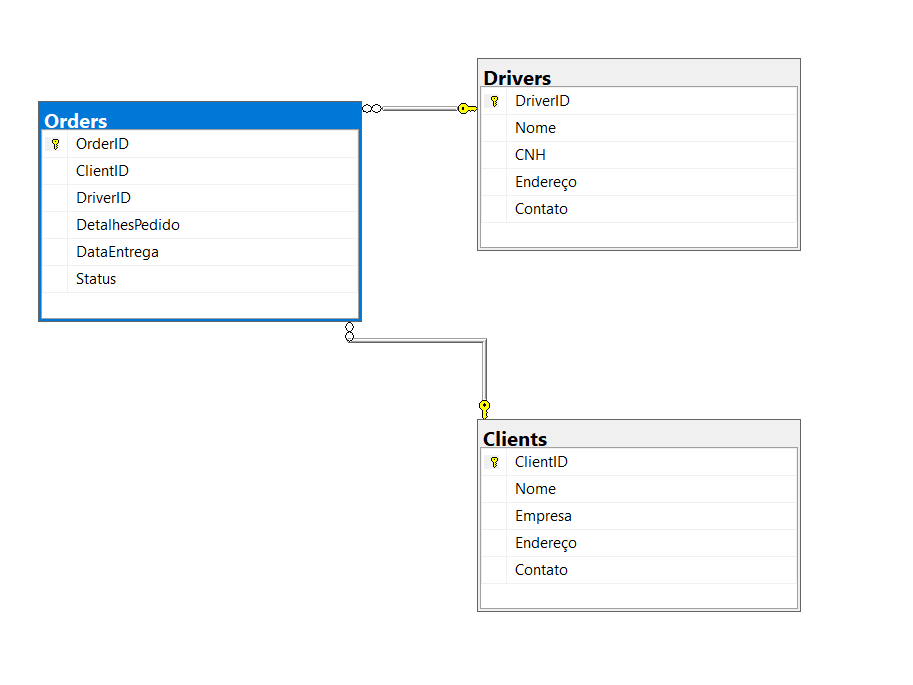 Orders
OrderID
ClientID
DriverID
DetalhesPedido
DataEntrega
Status
Drivers
DriverID
Nome
CNH
Endereço
Contato
Clients
ClientID
Nome
Empresa
Endereço
Contato